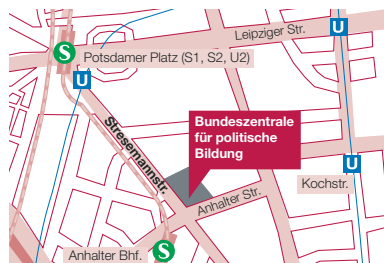 Leipziger Str.
U
S
Potsdamer Platz (S1, S2, U2)
U
Stresemannstr.
Bundeszentrale
für politische
Bildung
U
Kochstr.
Anhalter Str.
Anhalter Bhf.
S